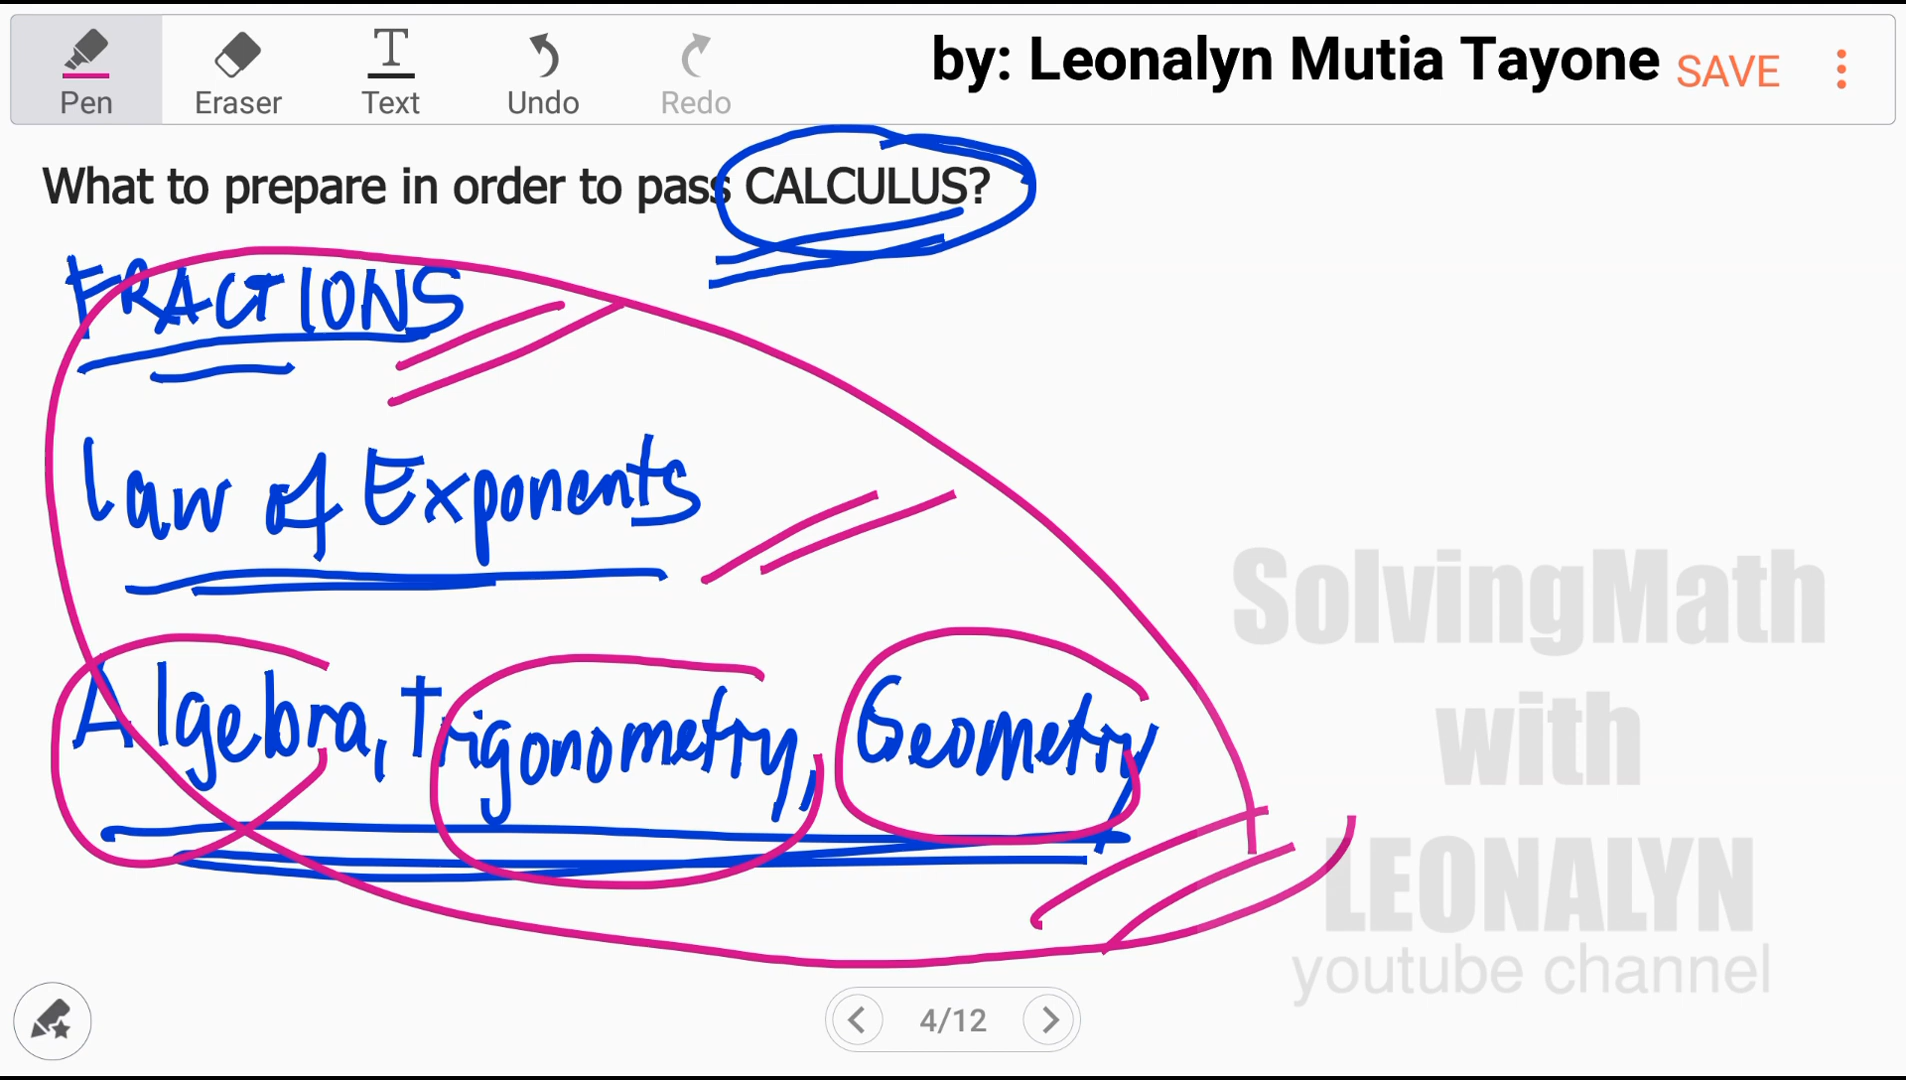 by: Leonalyn Mutia Tayone
SAVE
Pen
Eraser
Text
Undo
Redo
What to prepare in order to pass CALCULUS?
FRACTIONS
Law of Exponents
Algebra, Trigonometry, Geometry
SolvingMath
with
LEONALYN
youtube channel
4/12